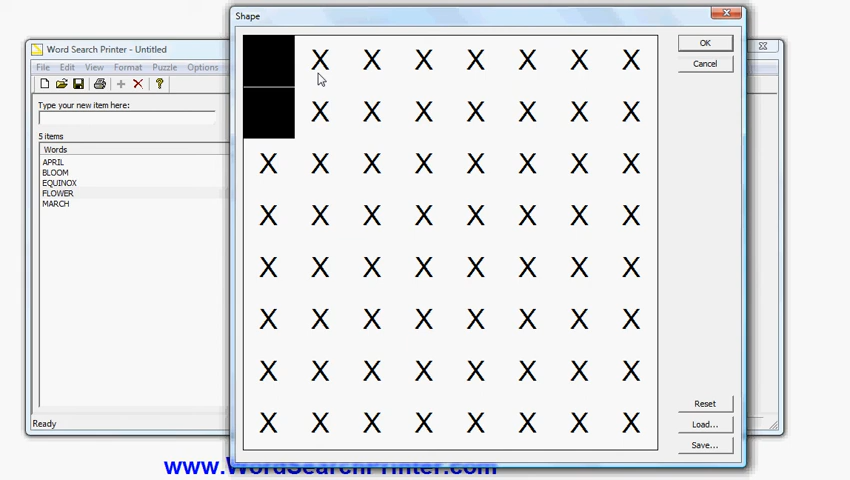 Shape
Word Search Printer - Untitled
File Edit View Format Puzzle Options
Type your new item here:
5 items
Words
APRIL
BLOOM
EQUINOX
FLOWER
MARCH
Ready
X X X X X X X
X X X X X X X
X X X X X X X X
X X X X X X X X
X X X X X X X X
X X X X X X X X
X X X X X X X X
X X X X X X X X
OK
Cancel
Reset
Load...
Save...
www.WordSearchPrinter.com